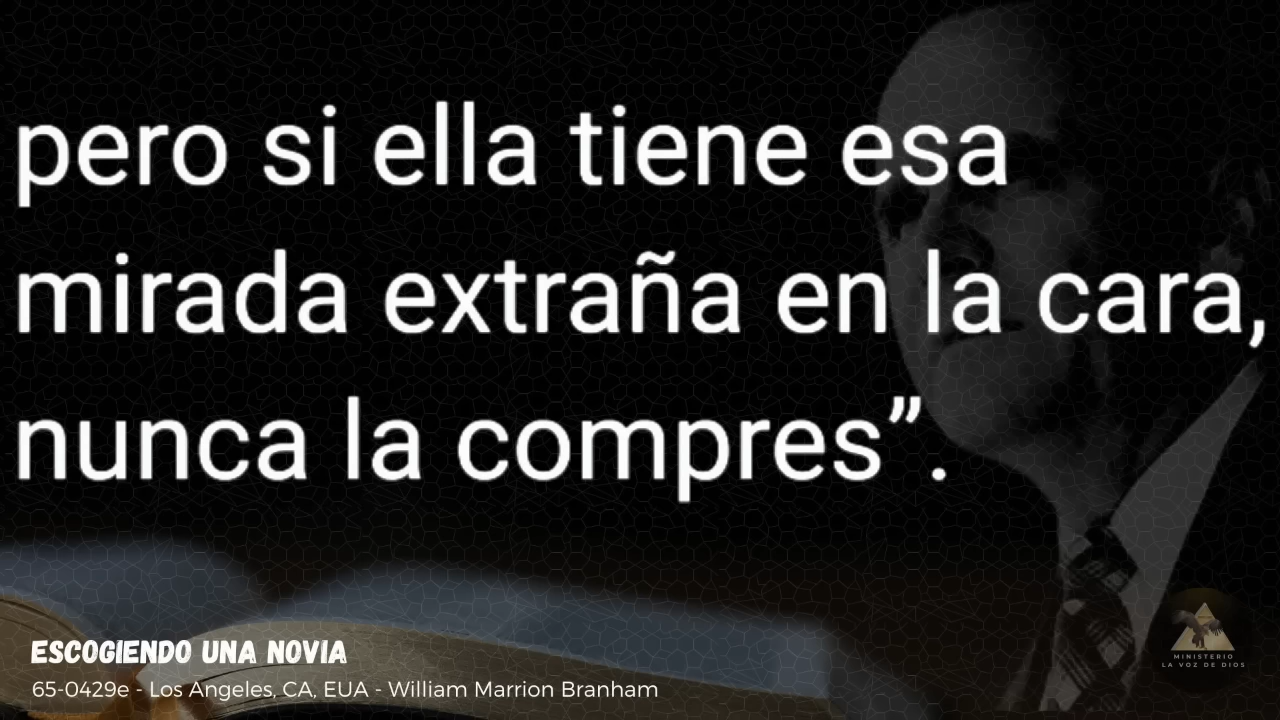 pero si ella tiene esa
mirada extraña en la cara,
nunca la compres”.
ESCOGIENDO UNA NOVIA
65-0429e - Los Angeles, CA, EUA - William Marrion Branham
MINISTERIO
LA VOZ DE DIOS